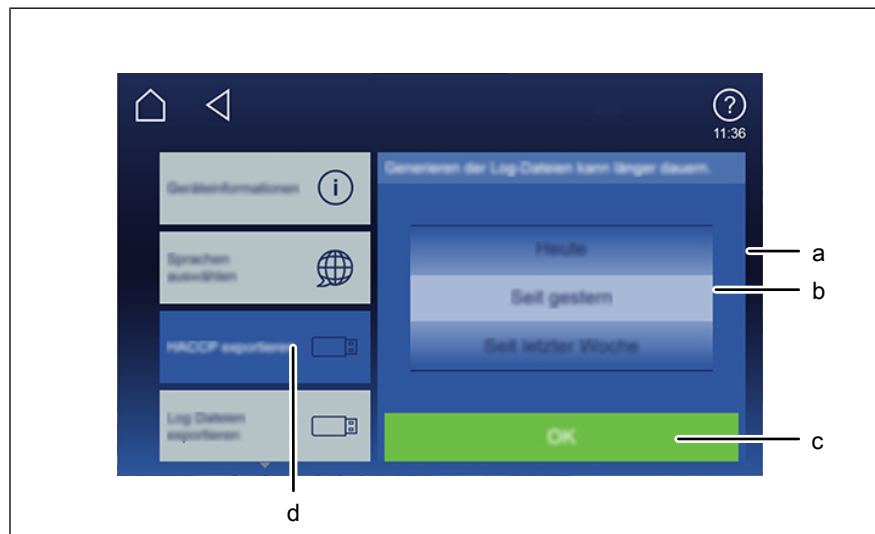 11:36
Geräteinformationen
Sprachen
auswählen
HACCP exportieren
Log Dateien
exportieren
Generieren der Log-Dateien kann länger dauern.
Heute
Seit gestern
Seit letzter Woche
OK
a
b
c
d